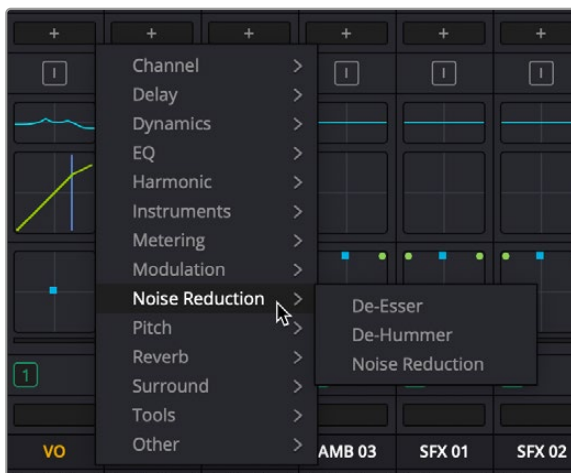 + + + + + +
I I I I
Channel >
Delay >
Dynamics >
EQ >
Harmonic >
Instruments >
Metering >
Modulation >
Noise Reduction >
De-Esser
De-Hummer
Noise Reduction
Pitch >
Reverb >
Surround >
Tools >
Other >
1
VO AMB 03 SFX 01 SFX 02